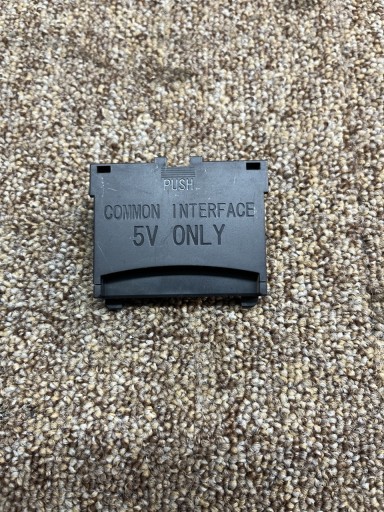 PUSH
COMMON INTERFACE
5V ONLY